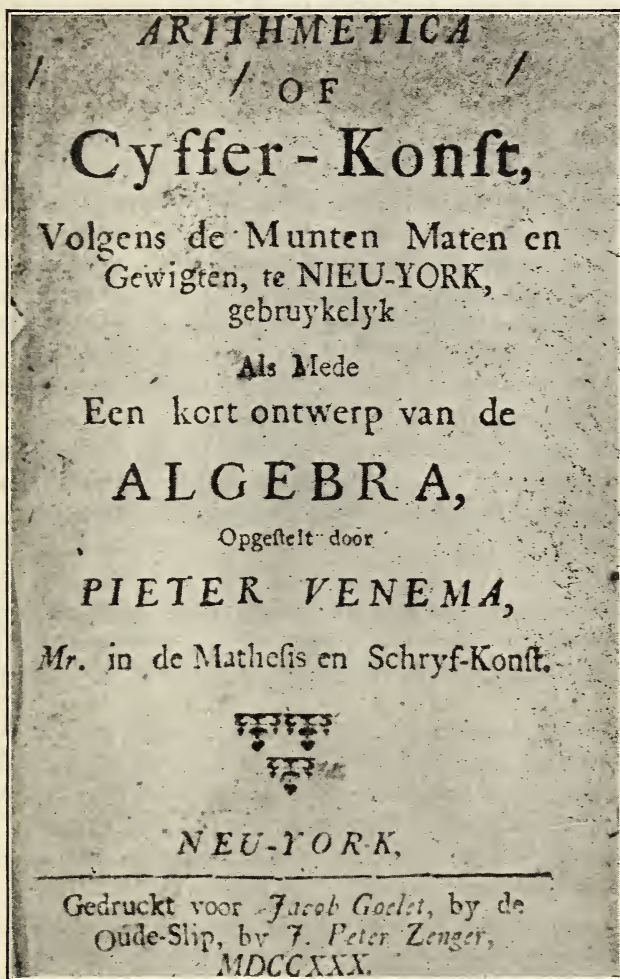 ARITHMETICA
OF
Cyffer-Konſt,
Volgens de Munten Maten en
Gewigten, te NIEU-YORK,
gebruykelyk
Als Mede
Een kort ontwerp van de
ALGEBRA,
Opgeſtelt door
PIETER VENEMA,
Mr. in de Matheſis en Schryf-Konſt.
NEU-YORK,
Gedruckt voor Jacob Goelet, by de
Oude-Slip, by J. Peter Zenger,
MDCCXXX.